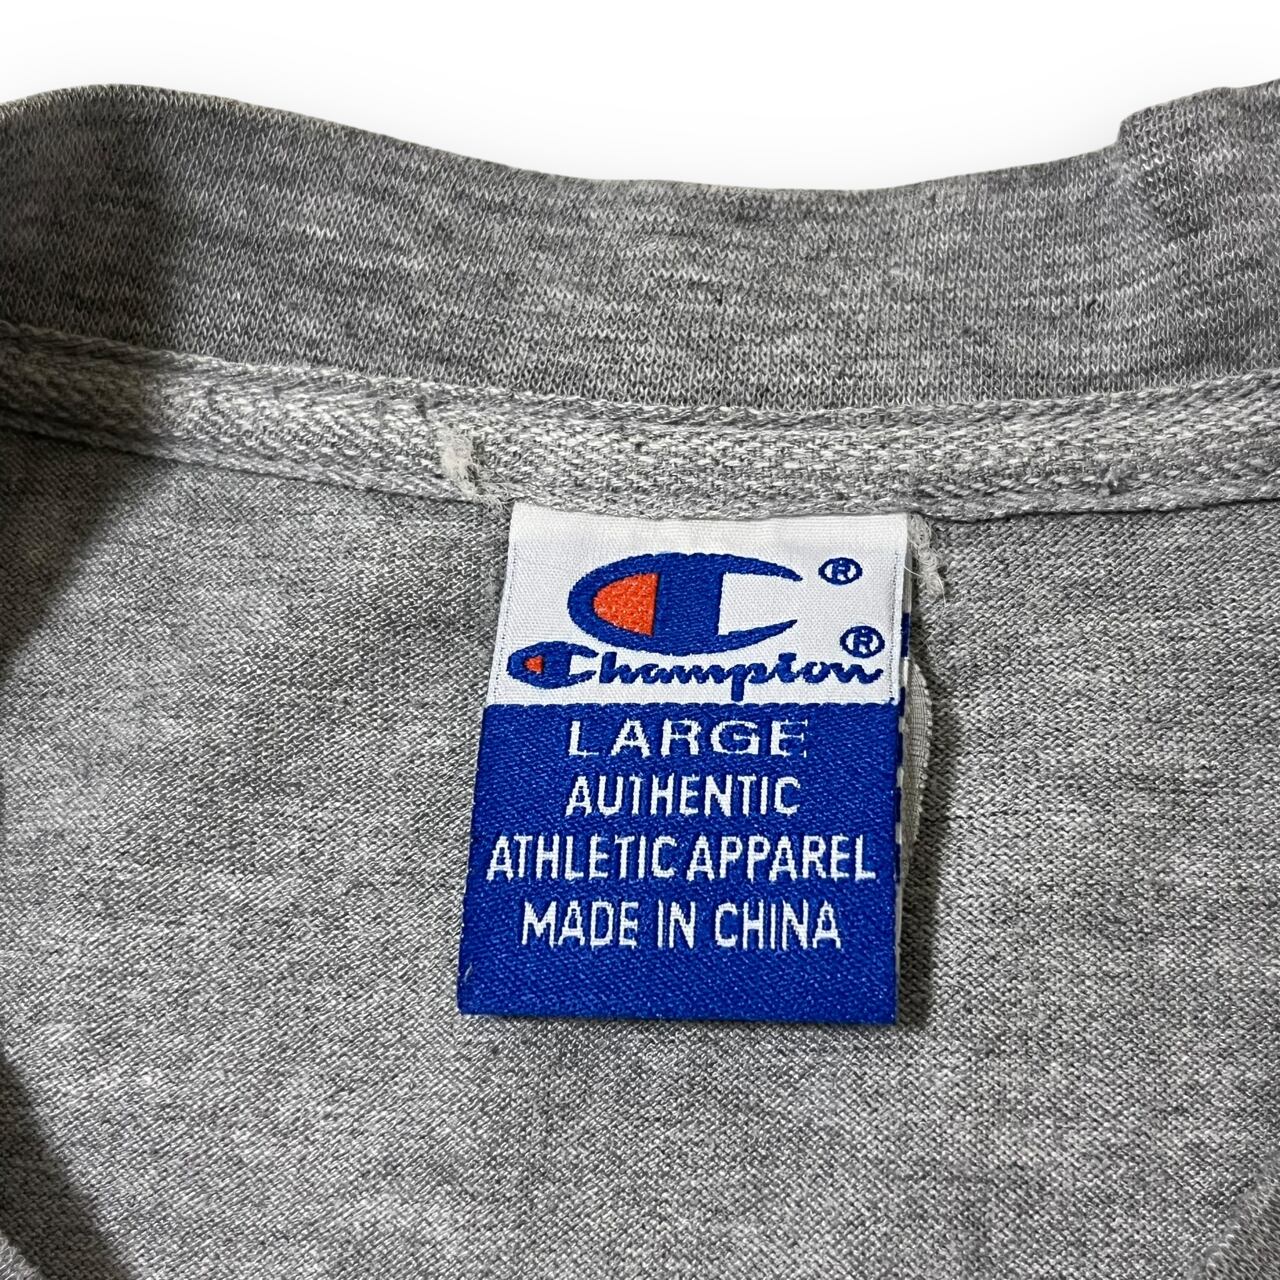 ®
Champion®
LARGE
AUTHENTIC
ATHLETIC APPAREL
MADE IN CHINA